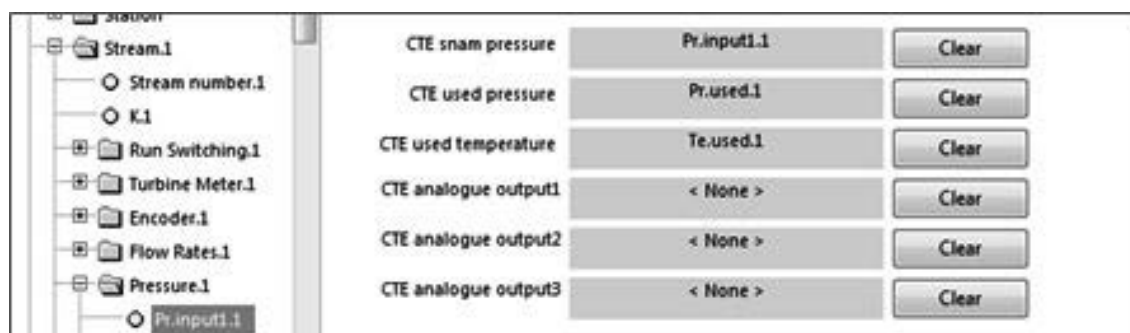 Station
Stream.1
Stream number.1
K.1
Run Switching.1
Turbine Meter.1
Encoder.1
Flow Rates.1
Pressure.1
Pr.input1.1
CTE snam pressure Pr.input1.1 Clear
CTE used pressure Pr.used.1 Clear
CTE used temperature Te.used.1 Clear
CTE analogue output1 < None > Clear
CTE analogue output2 < None > Clear
CTE analogue output3 < None > Clear